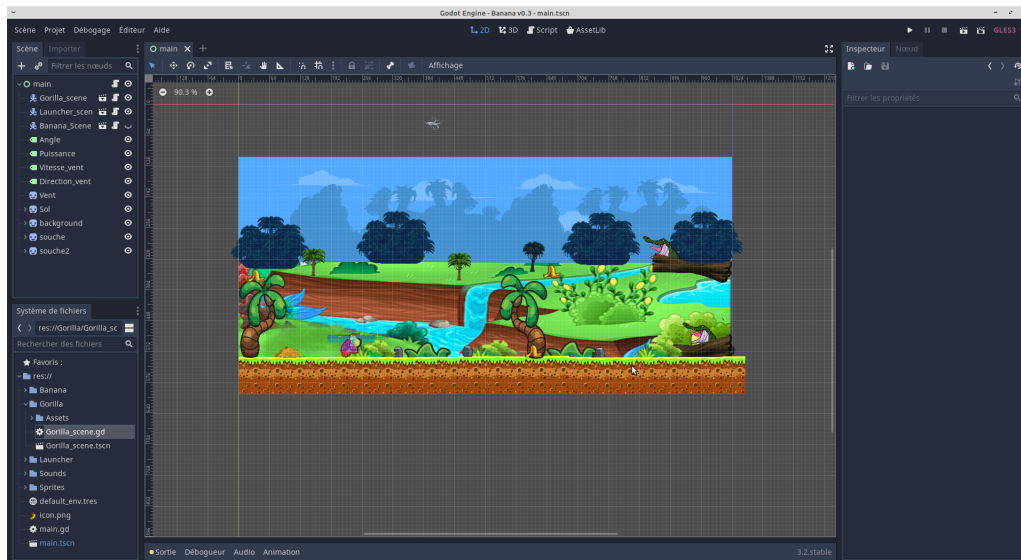 Godot Engine - Banana v0.3 - main.tscn
Scène Projet Débogage Éditeur Aide
2D 3D Script AssetLib
GLES3
Scène Importer
main
Inspecteur Nœud
Filtrer les nœuds
Affichage
main
Gorilla_scene
Launcher_scen
Banana_Scene
Angle
Puissance
Vitesse_vent
Direction_vent
Vent
Sol
background
souche
souche2
90.3 %
Filtrer les propriétés
Système de fichiers
res://Gorilla/Gorilla_sc
Rechercher des fichiers
Favoris :
res://
Banana
Gorilla
Assets
Gorilla_scene.gd
Gorilla_scene.tscn
Launcher
Sounds
Sprites
default_env.tres
icon.png
main.gd
main.tscn
Sortie Débogueur Audio Animation
3.2.stable